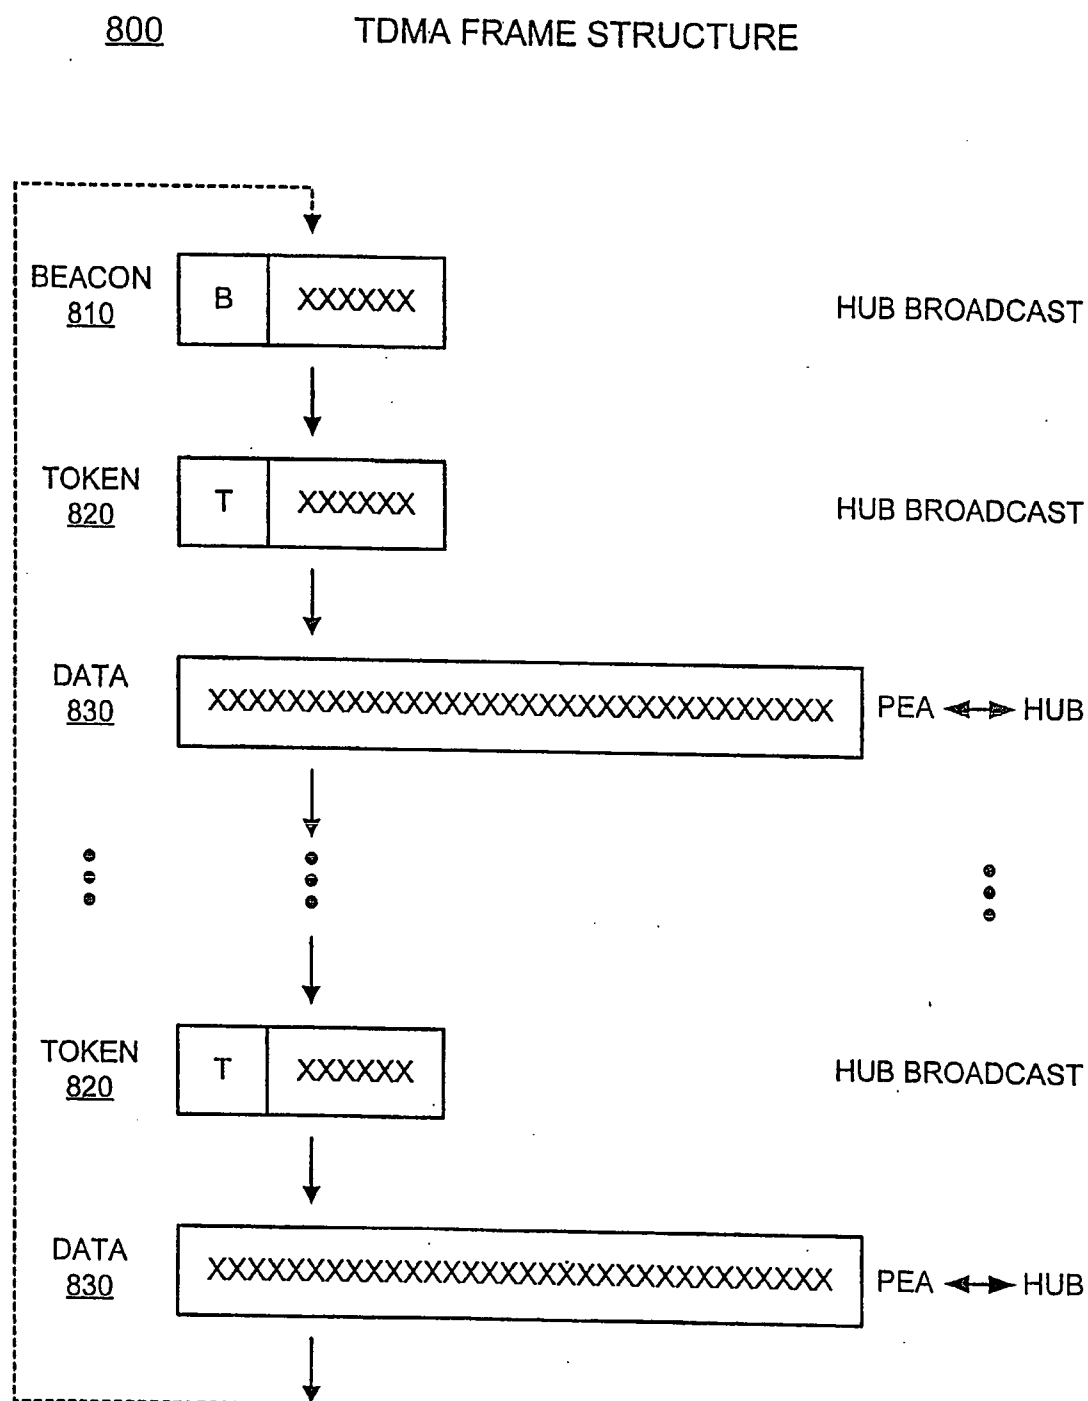 800 TDMA FRAME STRUCTURE
BEACON
810
B XXXXXX
HUB BROADCAST
TOKEN
820
T XXXXXX
HUB BROADCAST
DATA
830
XXXXXXXXXXXXXXXXXXXXXXXXXXXXXXXX
PEA HUB
TOKEN
820
T XXXXXX
HUB BROADCAST
DATA
830
XXXXXXXXXXXXXXXXXXXXXXXXXXXXXXXX
PEA HUB